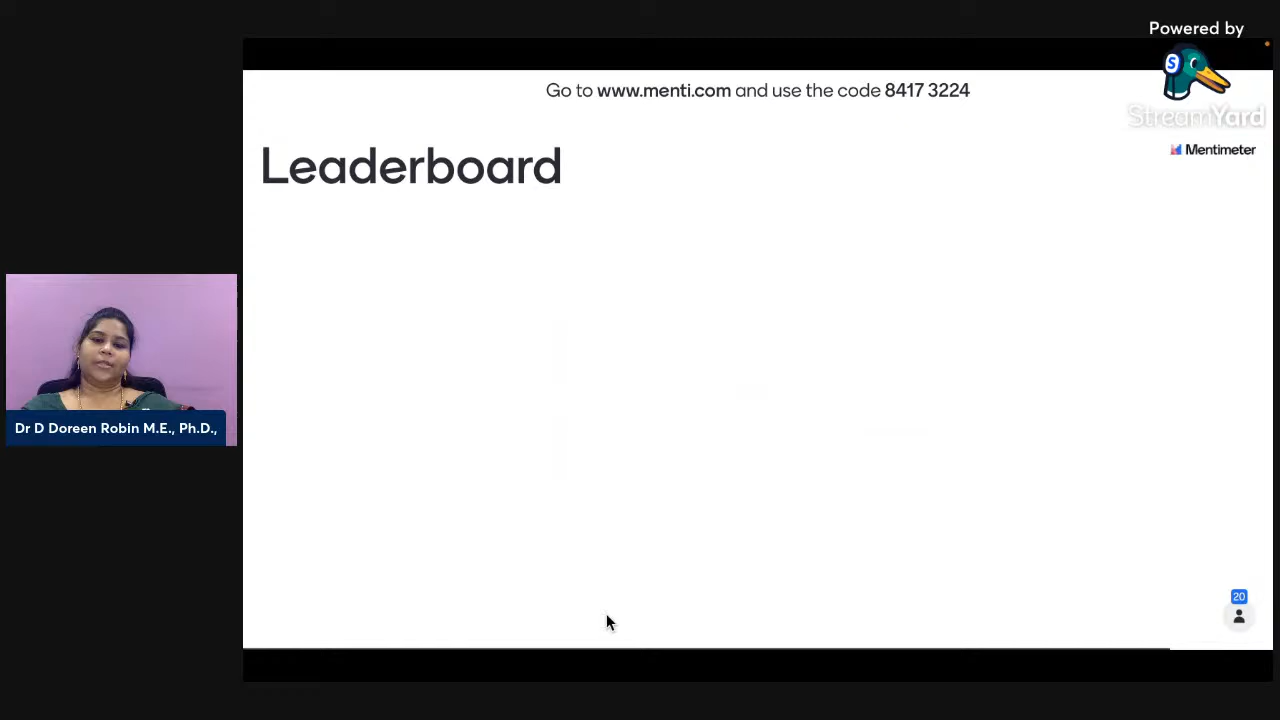 Powered by
S
StreamYard
Go to www.menti.com and use the code 8417 3224
Mentimeter
Leaderboard
Dr D Doreen Robin M.E., Ph.D.,
20